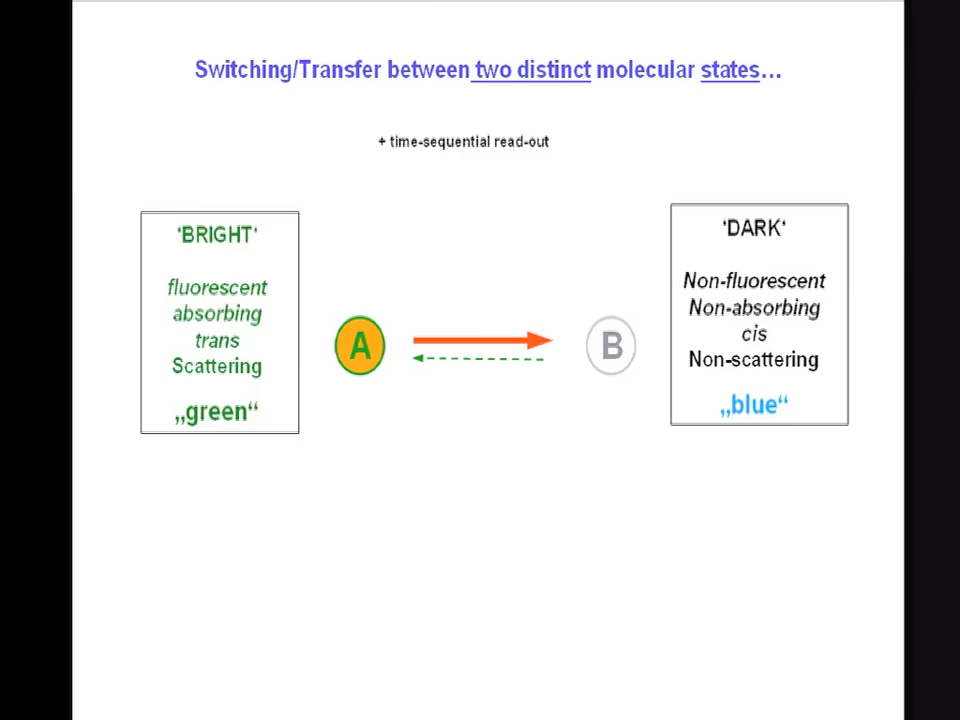 Switching/Transfer between two distinct molecular states…
+ time-sequential read-out
‘BRIGHT‘
fluorescent
absorbing
trans
Scattering
„green“
A
B
‘DARK‘
Non-fluorescent
Non-absorbing
cis
Non-scattering
„blue“